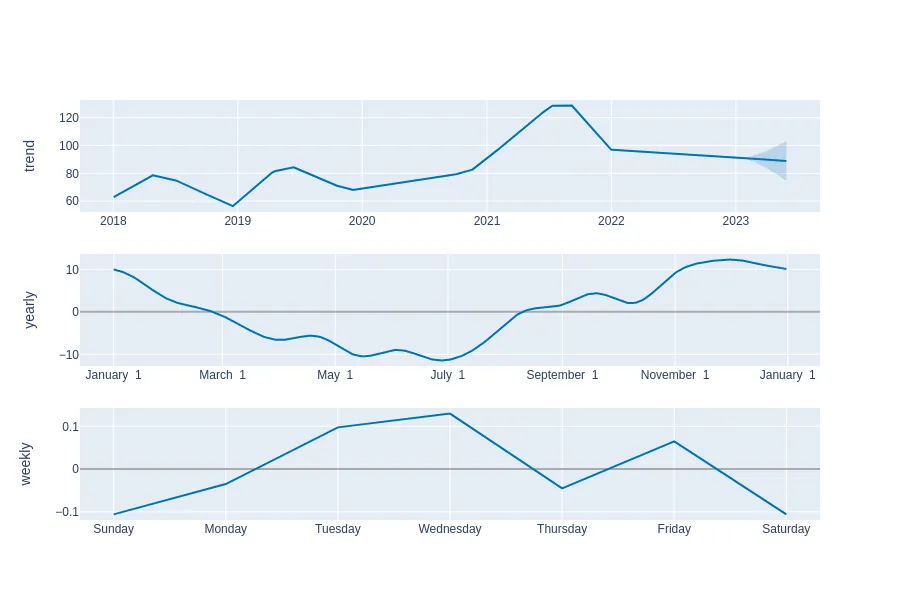 trend
120
100
80
60
2018 2019 2020 2021 2022 2023
yearly
10
0
−10
January 1 March 1 May 1 July 1 September 1 November 1 January 1
weekly
0.1
0
−0.1
Sunday Monday Tuesday Wednesday Thursday Friday Saturday